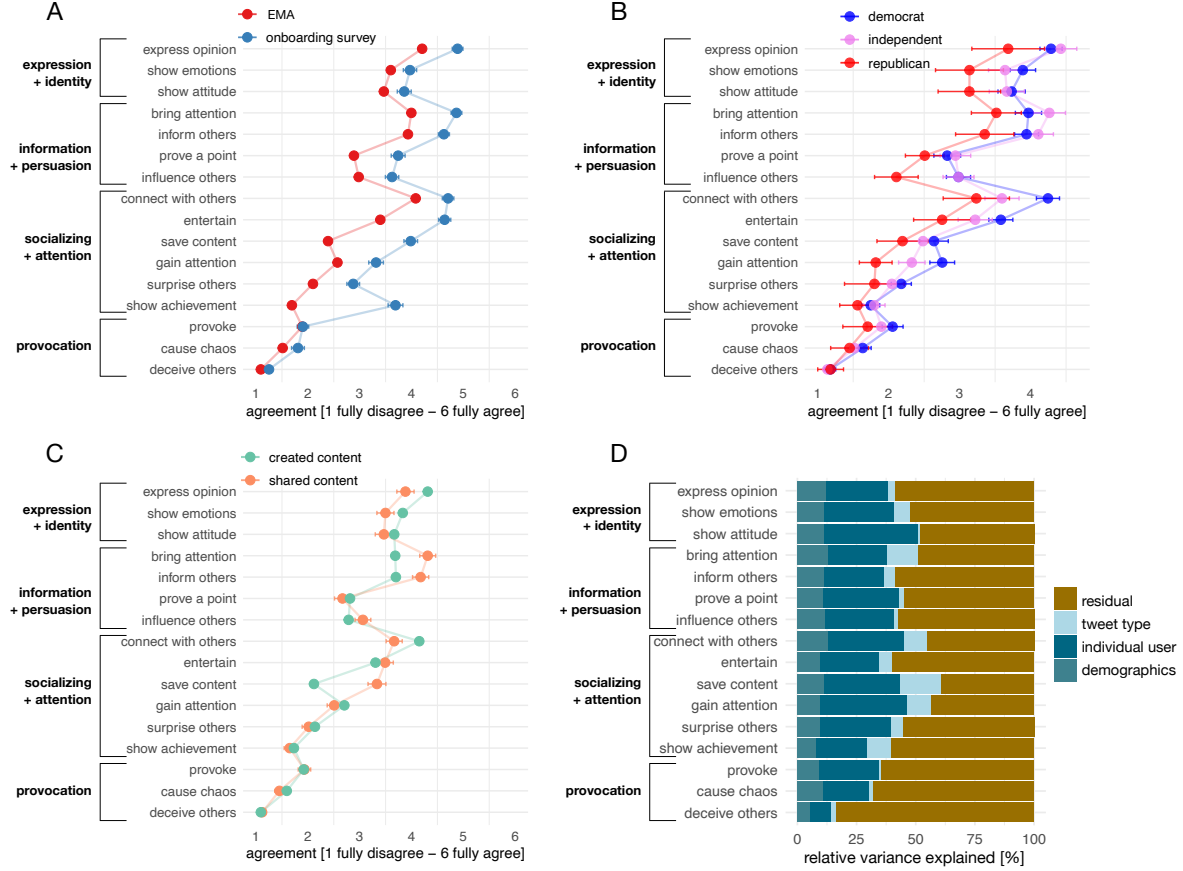 A
EMA
onboarding survey
expression
+ identity
information
+ persuasion
socializing
+ attention
provocation
express opinion
show emotions
show attitude
bring attention
inform others
prove a point
influence others
connect with others
entertain
save content
gain attention
surprise others
show achievement
provoke
cause chaos
deceive others
1 2 3 4 5 6
agreement [1 fully disagree – 6 fully agree]
B
democrat
independent
republican
expression
+ identity
information
+ persuasion
socializing
+ attention
provocation
express opinion
show emotions
show attitude
bring attention
inform others
prove a point
influence others
connect with others
entertain
save content
gain attention
surprise others
show achievement
provoke
cause chaos
deceive others
1 2 3 4
agreement [1 fully disagree – 6 fully agree]
C
created content
shared content
expression
+ identity
information
+ persuasion
socializing
+ attention
provocation
express opinion
show emotions
show attitude
bring attention
inform others
prove a point
influence others
connect with others
entertain
save content
gain attention
surprise others
show achievement
provoke
cause chaos
deceive others
1 2 3 4 5 6
agreement [1 fully disagree – 6 fully agree]
D
expression
+ identity
information
+ persuasion
socializing
+ attention
provocation
express opinion
show emotions
show attitude
bring attention
inform others
prove a point
influence others
connect with others
entertain
save content
gain attention
surprise others
show achievement
provoke
cause chaos
deceive others
residual
tweet type
individual user
demographics
0 25 50 75 100
relative variance explained [%]